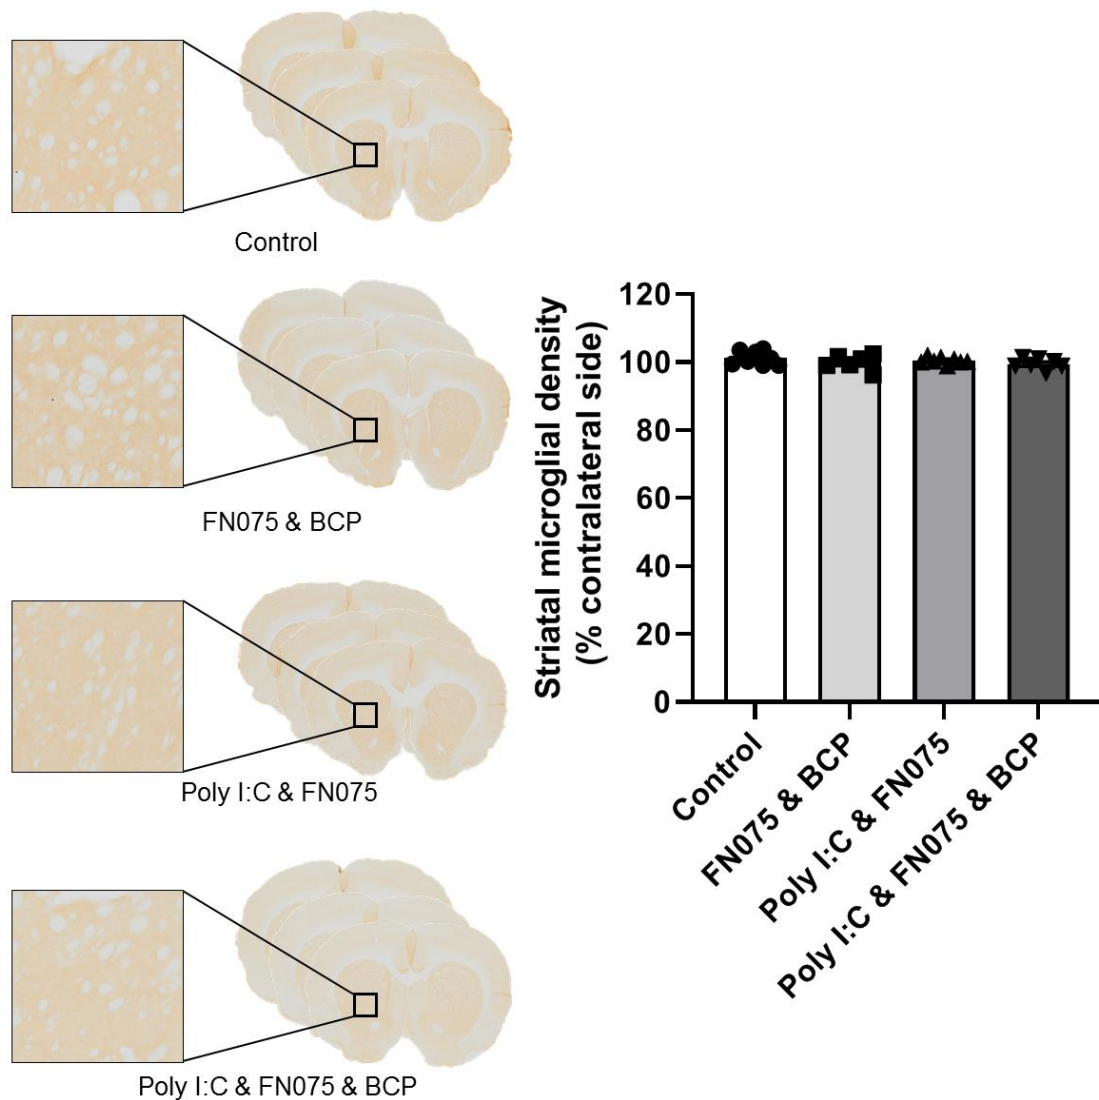 Control
FN075 & BCP
Poly I:C & FN075
Poly I:C & FN075 & BCP
Striatal microglial density
(% contralateral side)
120
100
80
60
40
20
0
Control
FN075 & BCP
Poly I:C & FN075
Poly I:C & FN075 & BCP